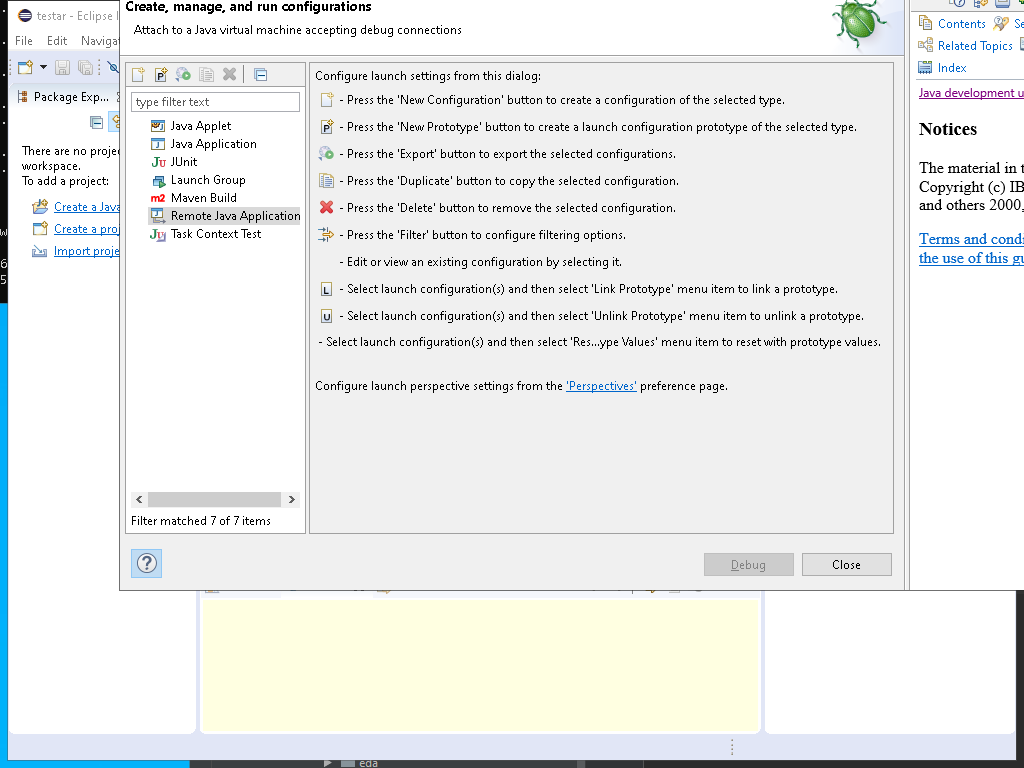 testar - Eclipse I
File Edit Naviga
Package Exp...
There are no proje
workspace.
To add a project:
Create a Java
Create a pro
Import proje
Create, manage, and run configurations
Attach to a Java virtual machine accepting debug connections
type filter text
Java Applet
Java Application
JUnit
Launch Group
Maven Build
Remote Java Application
Task Context Test
Filter matched 7 of 7 items
Configure launch settings from this dialog:
- Press the 'New Configuration' button to create a configuration of the selected type.
- Press the 'New Prototype' button to create a launch configuration prototype of the selected type.
- Press the 'Export' button to export the selected configurations.
- Press the 'Duplicate' button to copy the selected configuration.
- Press the 'Delete' button to remove the selected configuration.
- Press the 'Filter' button to configure filtering options.
- Edit or view an existing configuration by selecting it.
- Select launch configuration(s) and then select 'Link Prototype' menu item to link a prototype.
- Select launch configuration(s) and then select 'Unlink Prototype' menu item to unlink a prototype.
- Select launch configuration(s) and then select 'Res...ype Values' menu item to reset with prototype values.
Configure launch perspective settings from the 'Perspectives' preference page.
Debug
Close
Contents Se
Related Topics
Index
Java development u
Notices
The material in t
Copyright (c) IB
and others 2000,
Terms and condi
the use of this gu
eda